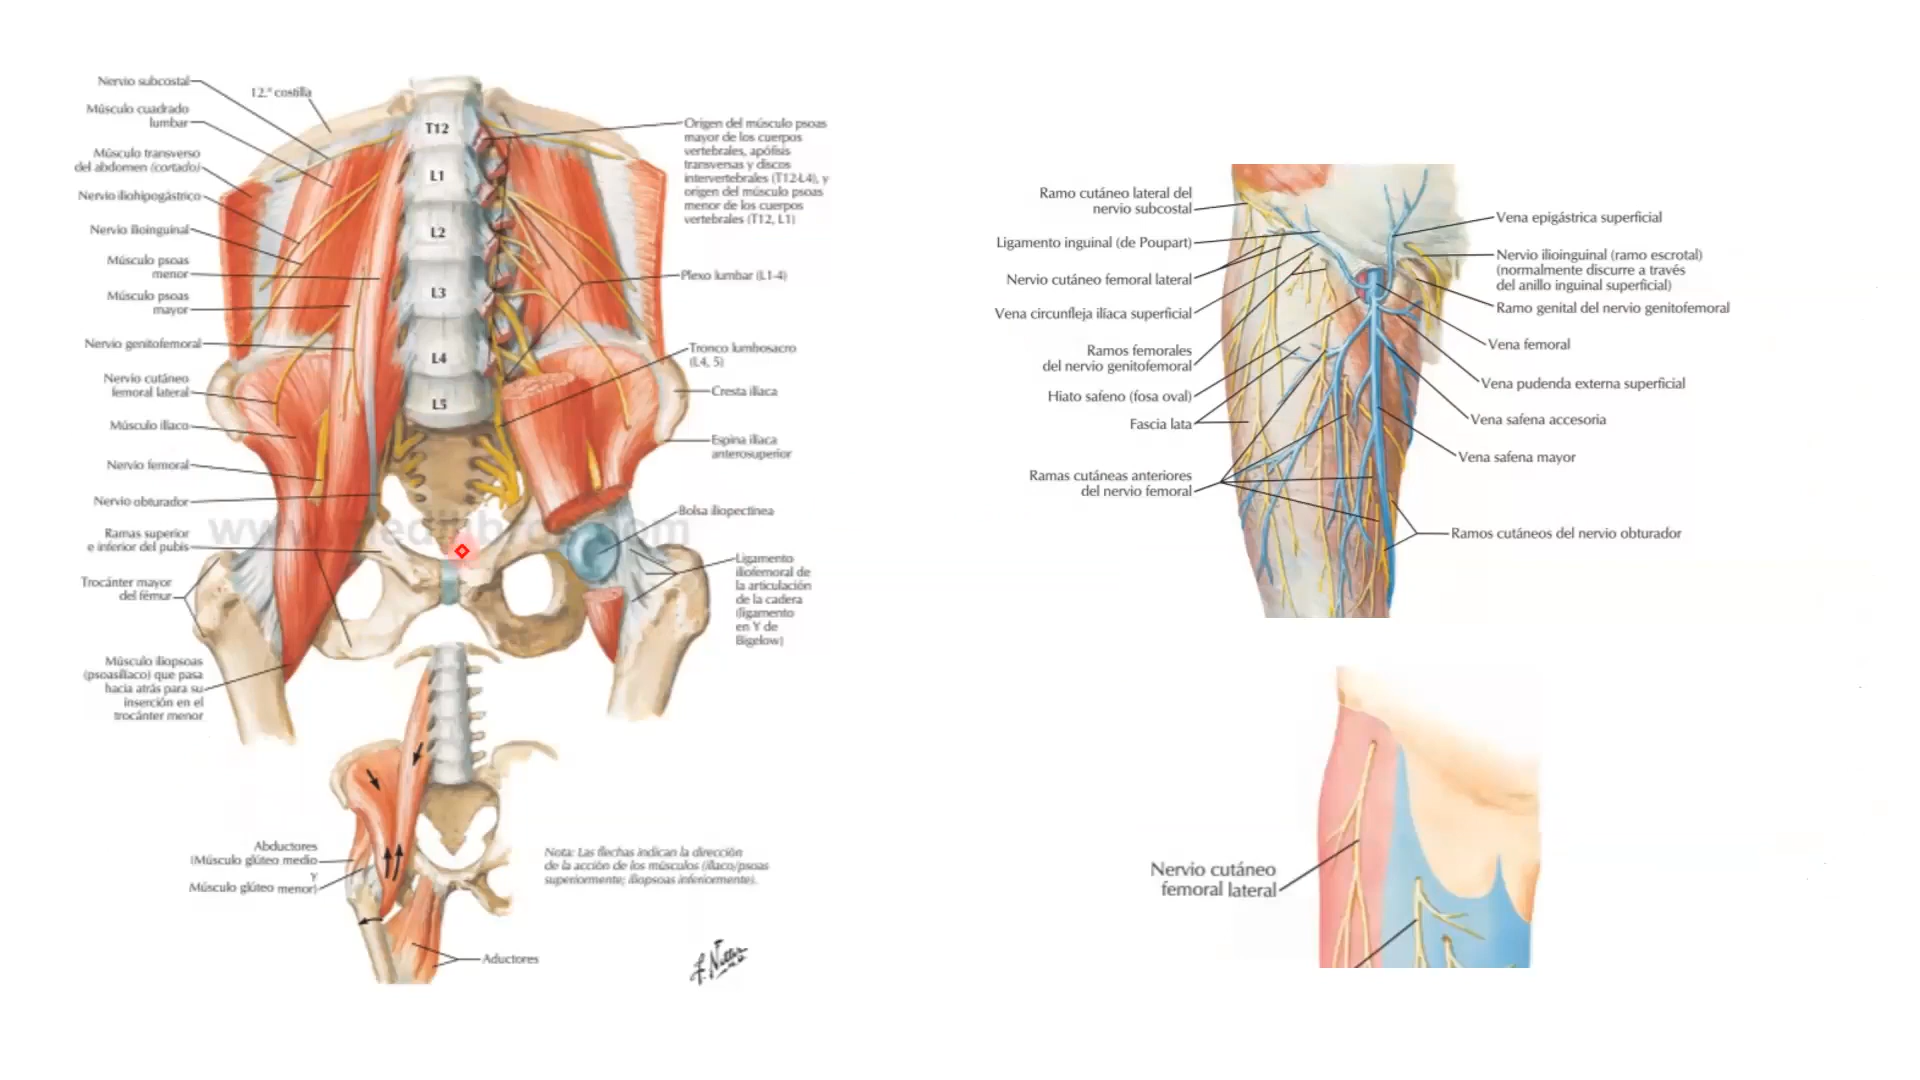 Nervio subcostal
12.ª costilla
Músculo cuadrado
lumbar
Músculo transverso
del abdomen (cortado)
Nervio iliohipogástrico
Nervio ilioinguinal
Músculo psoas
menor
Músculo psoas
mayor
Nervio genitofemoral
Nervio cutáneo
femoral lateral
Músculo ilíaco
Nervio femoral
Nervio obturador
Ramas superior
e inferior del pubis
Trocánter mayor
del fémur
Músculo iliopsoas
(psoasilíaco) que pasa
hacia atrás para su
inserción en el
trocánter menor
T12
L1
L2
L3
L4
L5
Origen del músculo psoas
mayor de los cuerpos
vertebrales, apófisis
transversas y discos
intervertebrales (T12-L4), y
origen del músculo psoas
menor de los cuerpos
vertebrales (T12, L1)
Plexo lumbar (L1-4)
Tronco lumbosacro
(L4, 5)
Cresta ilíaca
Espina ilíaca
anterosuperior
Bolsa iliopectínea
Ligamento
iliofemoral de
la articulación
de la cadera
(ligamento
en Y de
Bigelow)
Abductores
(Músculo glúteo medio
y
Músculo glúteo menor)
Aductores
Nota: Las flechas indican la dirección
de la acción de los músculos (ilíaco/psoas
superiormente; iliopsoas inferiormente).
Ramo cutáneo lateral del
nervio subcostal
Ligamento inguinal (de Poupart)
Nervio cutáneo femoral lateral
Vena circunfleja ilíaca superficial
Ramos femorales
del nervio genitofemoral
Hiato safeno (fosa oval)
Fascia lata
Ramas cutáneas anteriores
del nervio femoral
Vena epigástrica superficial
Nervio ilioinguinal (ramo escrotal)
(normalmente discurre a través
del anillo inguinal superficial)
Ramo genital del nervio genitofemoral
Vena femoral
Vena pudenda externa superficial
Vena safena accesoria
Vena safena mayor
Ramos cutáneos del nervio obturador
Nervio cutáneo
femoral lateral